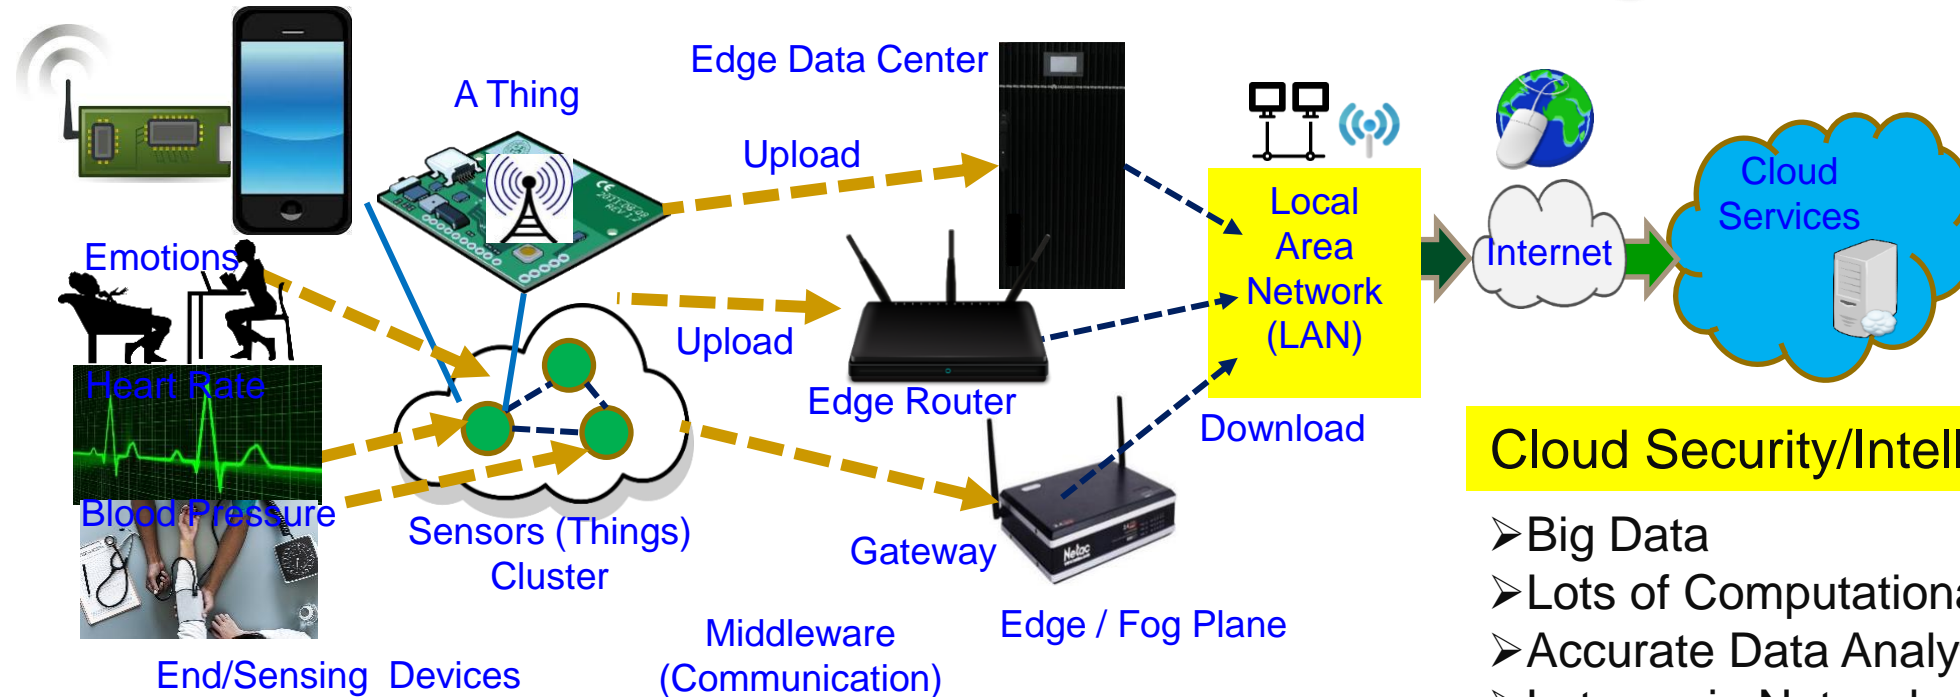 Edge Data Center
A Thing
Upload
Emotions
Heart Rate
Blood Pressure
Upload
Edge Router
Sensors (Things)
Cluster
Gateway
Netac
Local
Area
Network
(LAN)
Download
Internet
Cloud
Services
End/Sensing Devices
Middleware
(Communication)
Edge / Fog Plane
Cloud Security/Intell
➢Big Data
➢Lots of Computationa
➢Accurate Data Analy